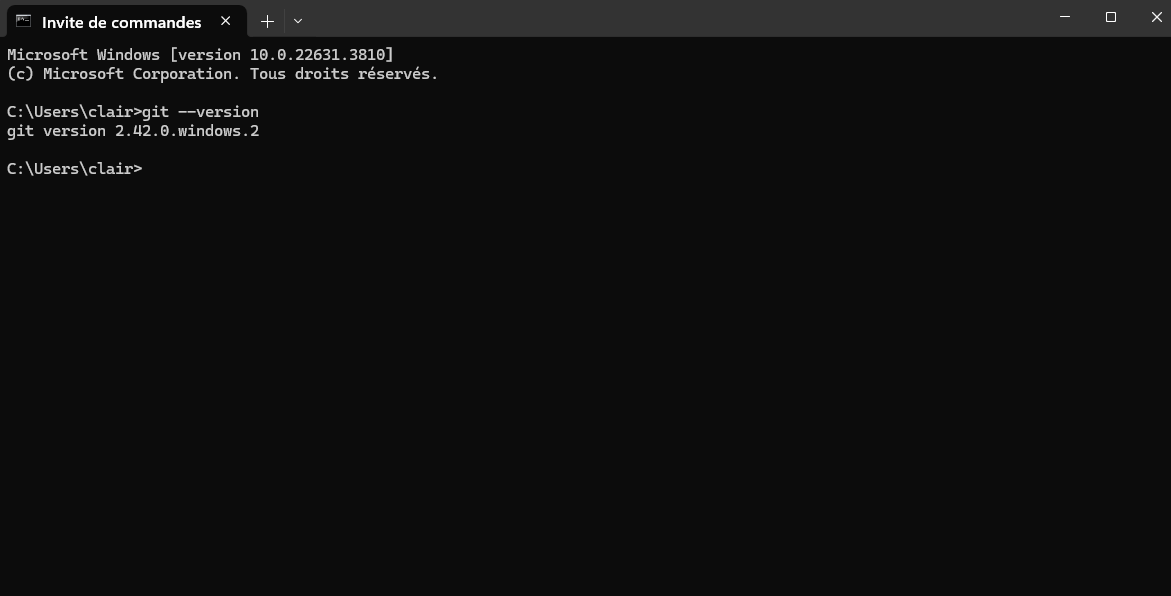 Invite de commandes
Microsoft Windows [version 10.0.22631.3810]
(c) Microsoft Corporation. Tous droits réservés.
C:\Users\clair>git --version
git version 2.42.0.windows.2
C:\Users\clair>